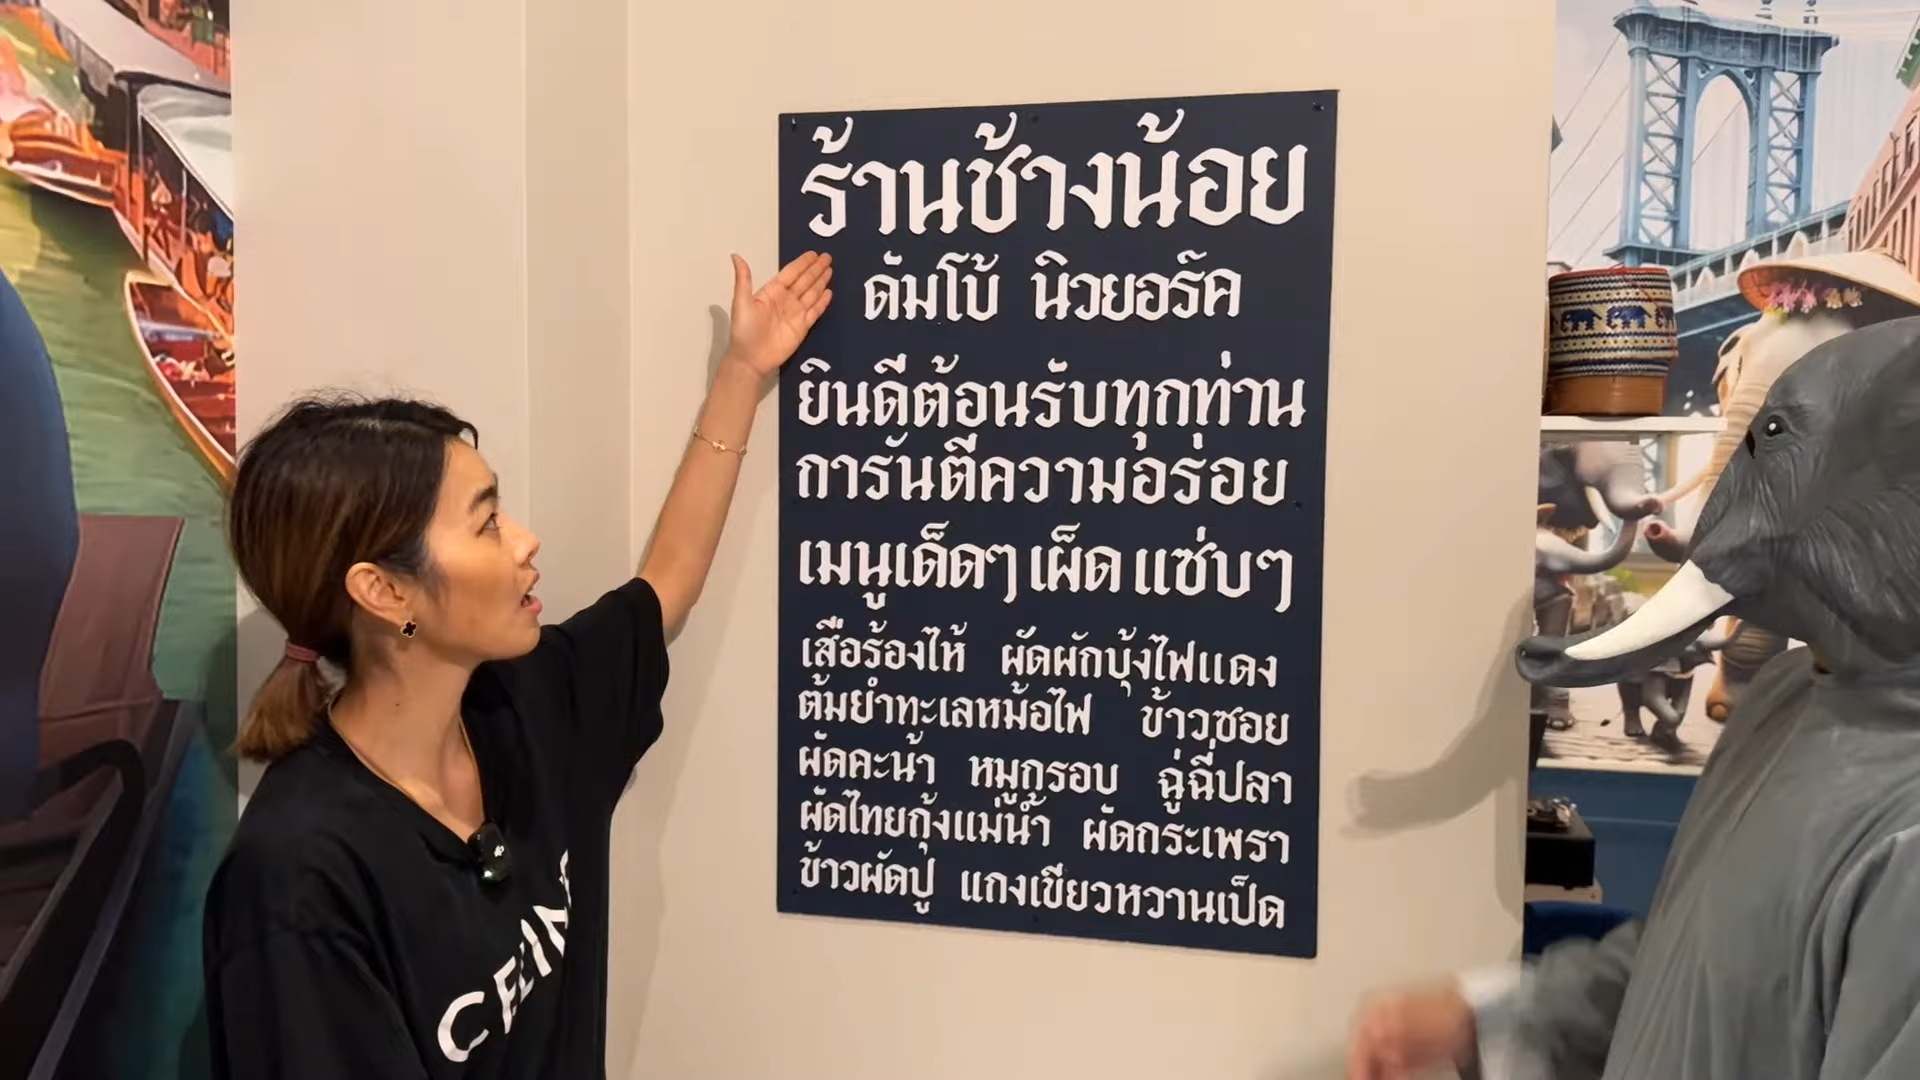 ร้านช้างน้อย
ดัมโบ้ นิวยอร์ค
ยินดีต้อนรับทุกท่าน
การันตีความอร่อย
เมนูเด็ดๆ เผ็ด แซ่บๆ
เสือร้องไห้ ผัดผักบุ้งไฟแดง
ต้มยำทะเลหม้อไฟ ข้าวซอย
ผัดคะน้า หมูกรอบ ฉู่ฉี่ปลา
ผัดไทยกุ้งแม่น้ำ ผัดกระเพรา
ข้าวผัดปู แกงเขียวหวานเป็ด
CELINE